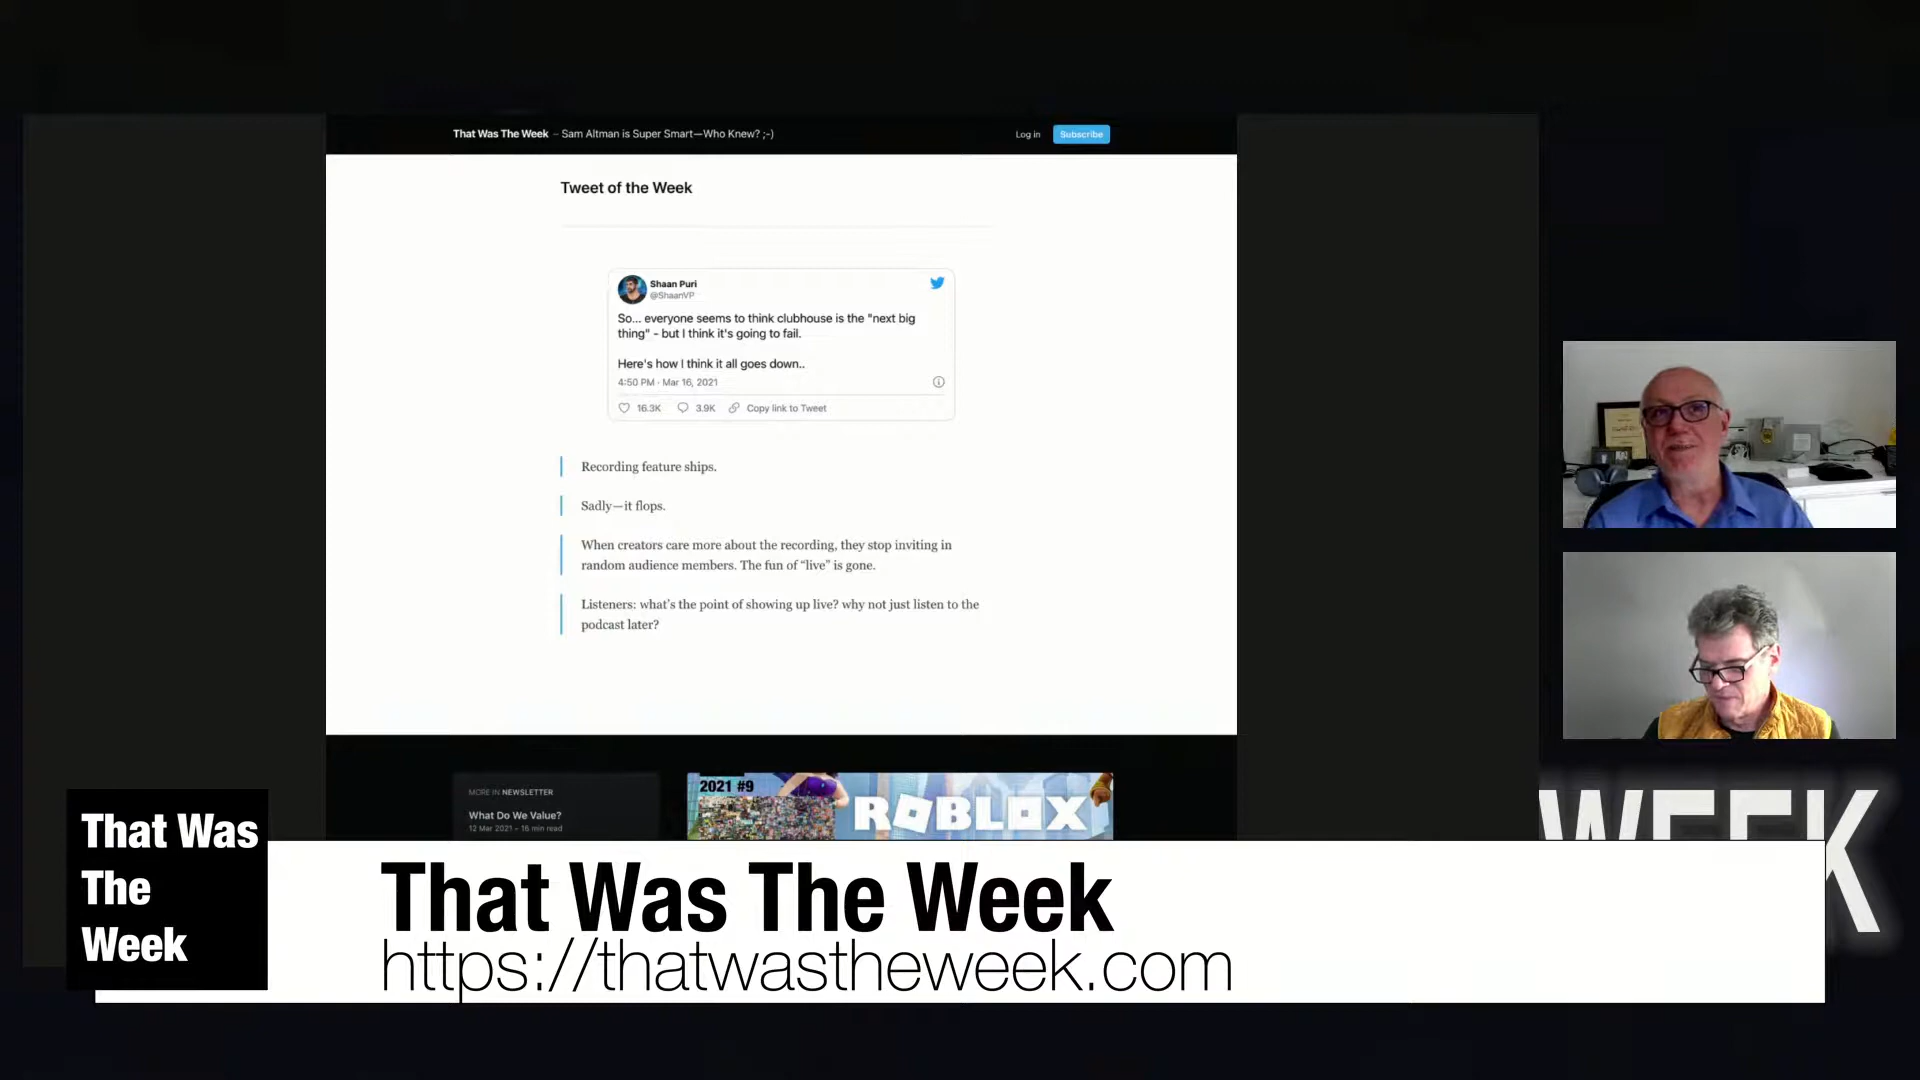 That Was The Week – Sam Altman is Super Smart—Who Knew? ;-)
Log in
Subscribe
Tweet of the Week
Shaan Puri
@ShaanVP
So... everyone seems to think clubhouse is the "next big
thing" - but I think it's going to fail.
Here's how I think it all goes down..
4:50 PM · Mar 16, 2021
16.3K
3.9K
Copy link to Tweet
Recording feature ships.
Sadly—it flops.
When creators care more about the recording, they stop inviting in
random audience members. The fun of “live” is gone.
Listeners: what’s the point of showing up live? why not just listen to the
podcast later?
MORE IN NEWSLETTER
What Do We Value?
12 Mar 2021 – 16 min read
2021 #9
ROBLOX
WEEK
That Was
The
Week
That Was The Week
https://thatwastheweek.com